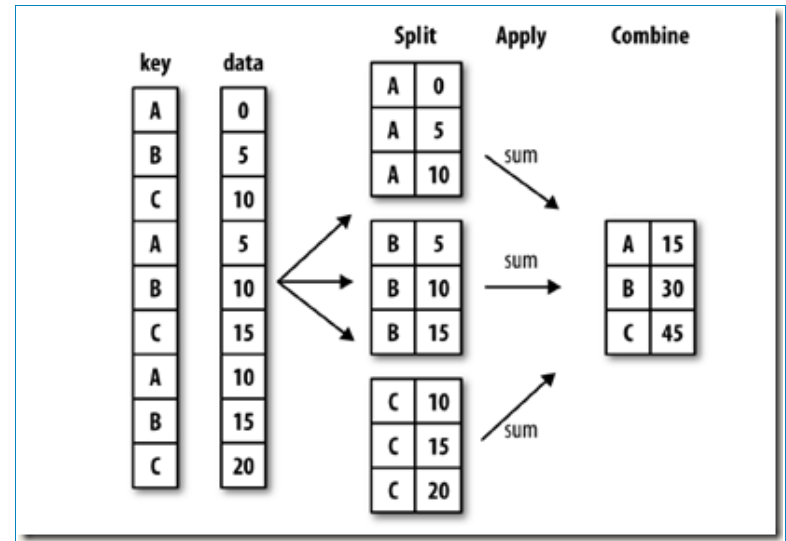 Split Apply Combine
key data
A 0
B 5
C 10
A 5
B 10
C 15
A 10
B 15
C 20
A 0
A 5
A 10
B 5
B 10
B 15
C 10
C 15
C 20
sum
sum
sum
A 15
B 30
C 45